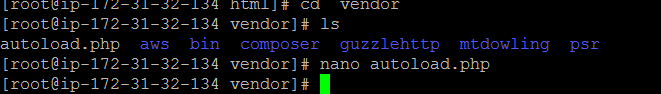 [root@ip-172-31-32-134 html]# cd  vendor
[root@ip-172-31-32-134 vendor]# ls
autoload.php  aws  bin  composer  guzzlehttp  mtdowling  psr
[root@ip-172-31-32-134 vendor]# nano autoload.php
[root@ip-172-31-32-134 vendor]#